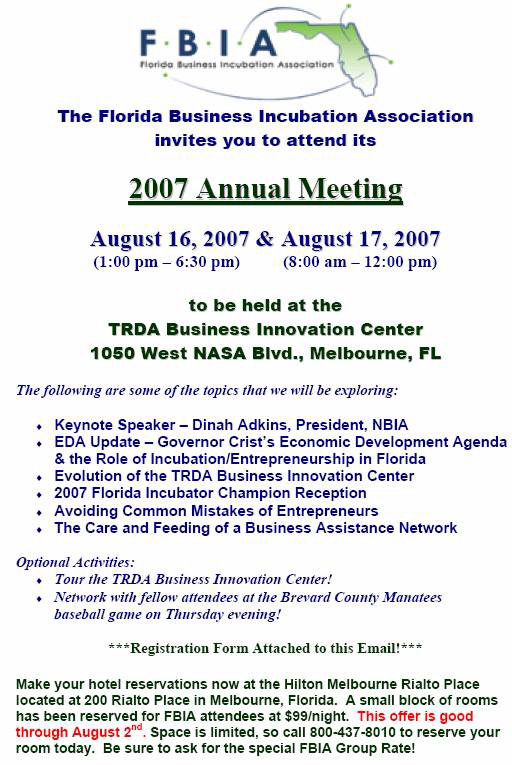 F·B·I·A
Florida Business Incubation Association
The Florida Business Incubation Association
invites you to attend its
2007 Annual Meeting
August 16, 2007 & August 17, 2007
(1:00 pm – 6:30 pm) (8:00 am – 12:00 pm)
to be held at the
TRDA Business Innovation Center
1050 West NASA Blvd., Melbourne, FL
The following are some of the topics that we will be exploring:
⬧ Keynote Speaker – Dinah Adkins, President, NBIA
⬧ EDA Update – Governor Crist's Economic Development Agenda
& the Role of Incubation/Entrepreneurship in Florida
⬧ Evolution of the TRDA Business Innovation Center
⬧ 2007 Florida Incubator Champion Reception
⬧ Avoiding Common Mistakes of Entrepreneurs
⬧ The Care and Feeding of a Business Assistance Network
Optional Activities:
⬧ Tour the TRDA Business Innovation Center!
⬧ Network with fellow attendees at the Brevard County Manatees
baseball game on Thursday evening!
***Registration Form Attached to this Email!***
Make your hotel reservations now at the Hilton Melbourne Rialto Place
located at 200 Rialto Place in Melbourne, Florida.  A small block of rooms
has been reserved for FBIA attendees at $99/night.  This offer is good
through August 2nd. Space is limited, so call 800-437-8010 to reserve your
room today.  Be sure to ask for the special FBIA Group Rate!